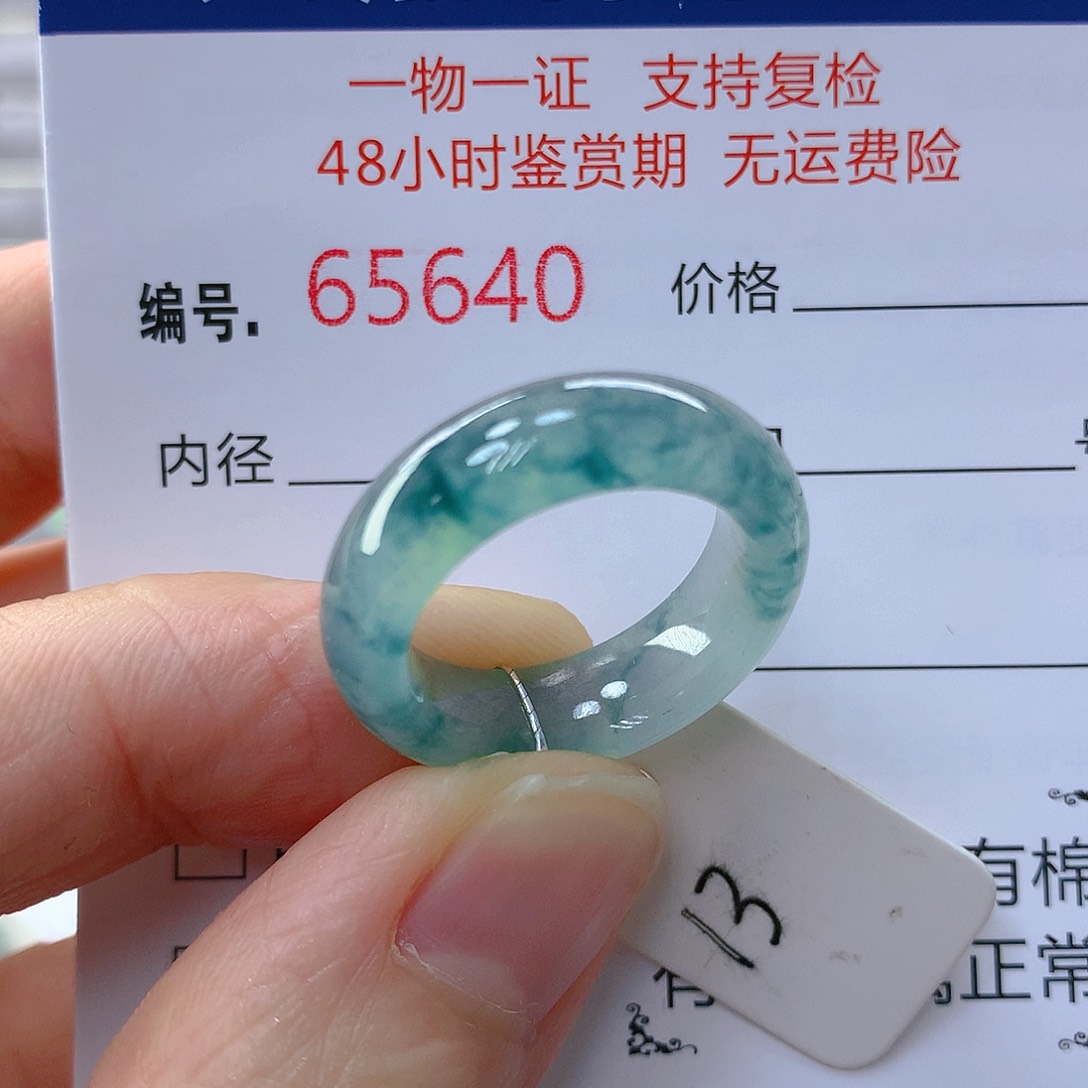 一物一证 支持复检
48小时鉴赏期 无运费险
编号. 65640 价格
内径
有棉
正常
13